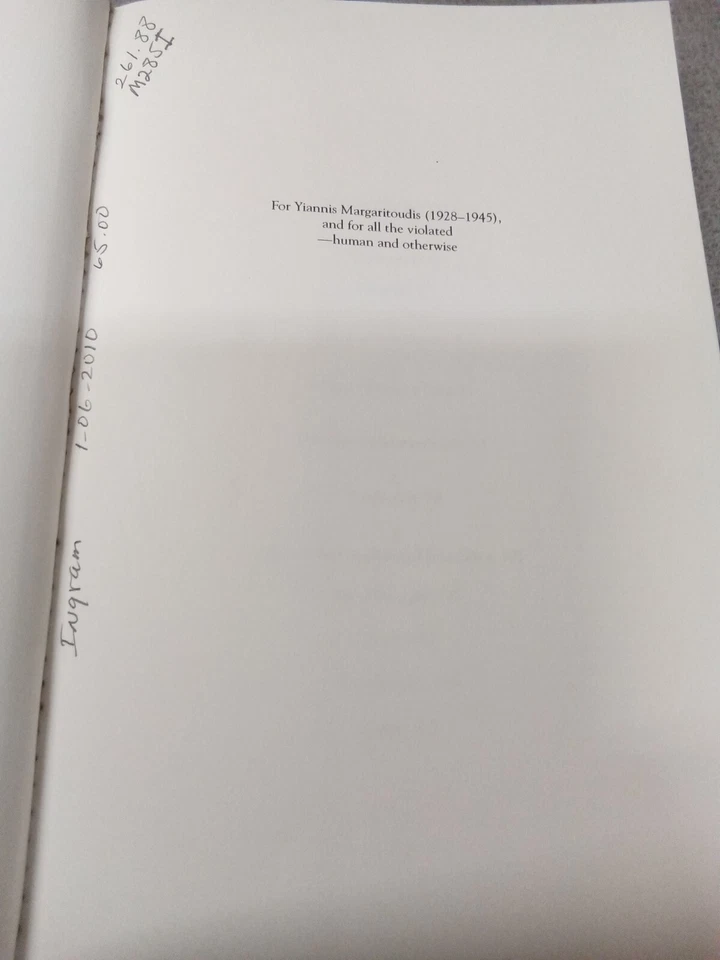 261.88
M285I
For Yiannis Margaritoudis (1928–1945),
and for all the violated
—human and otherwise
Ingram 1-06-2010 65.00